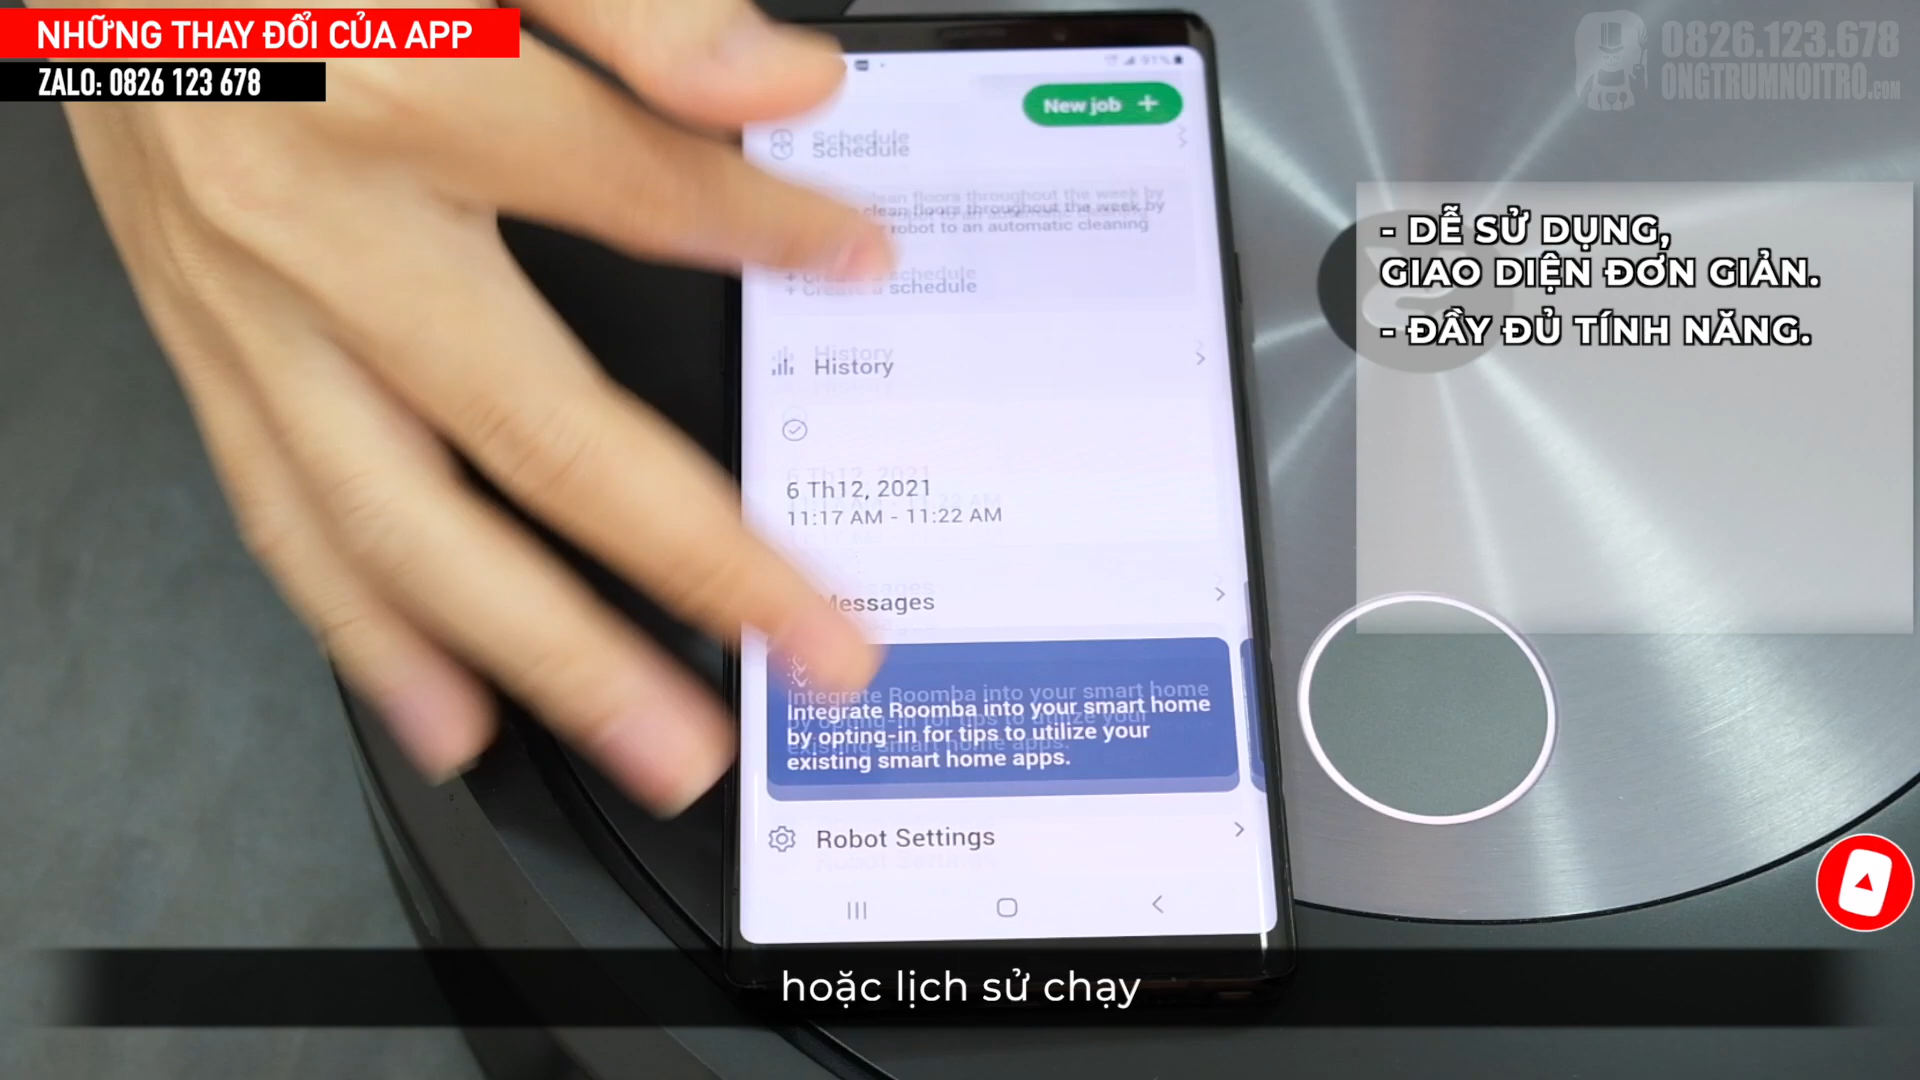 NHỮNG THAY ĐỔI CỦA APP
ZALO: 0826 123 678
0826.123.678
ONGTRUMNOITRO.COM
91%
New job +
Schedule
clean floors throughout the week by
robot to an automatic cleaning
+ Create a schedule
History
6 Th12, 2021
11:17 AM - 11:22 AM
Messages
Integrate Roomba into your smart home
by opting-in for tips to utilize your
existing smart home apps.
Robot Settings
- DỄ SỬ DỤNG,
GIAO DIỆN ĐƠN GIẢN.
- ĐẦY ĐỦ TÍNH NĂNG.
hoặc lịch sử chạy